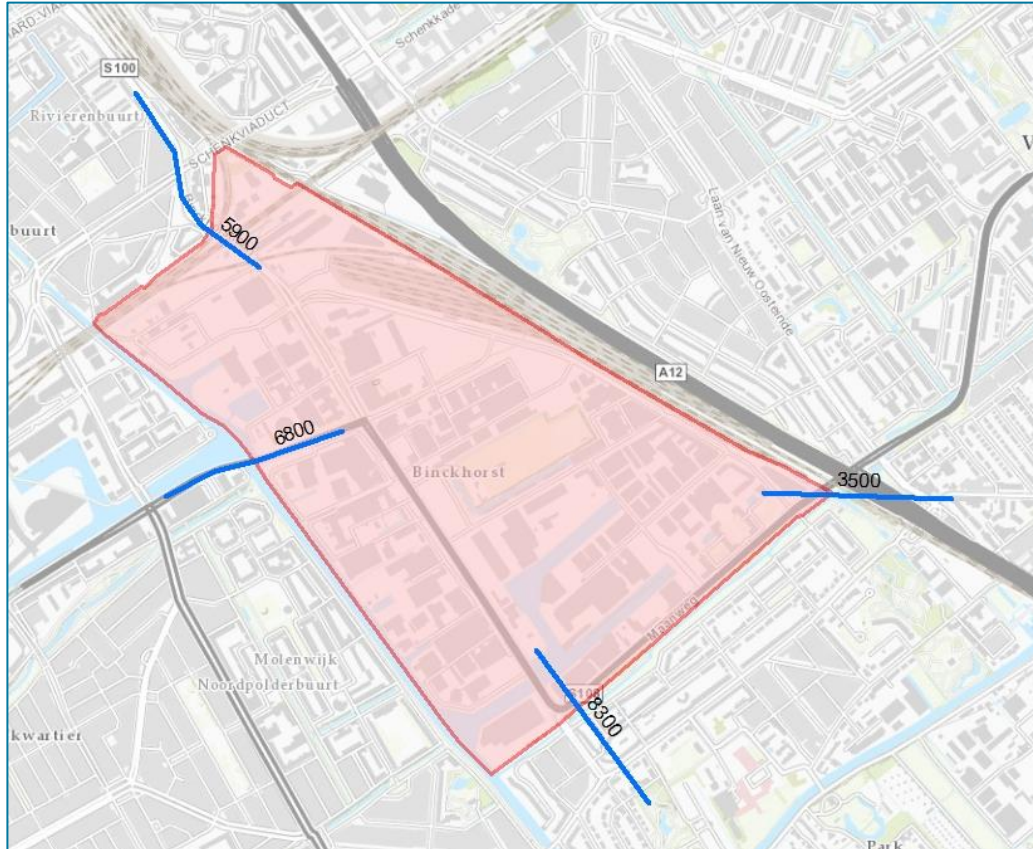 S100
Schenkkade
Rivierenbuurt
SCHENKVIADUCT
buurt
5900
Laan van Nieuw Oosteinde
A12
6800
Binckhorst
3500
Maanweg
Molenwijk
Noordpolderbuurt
S100
8300
kwartier
Park